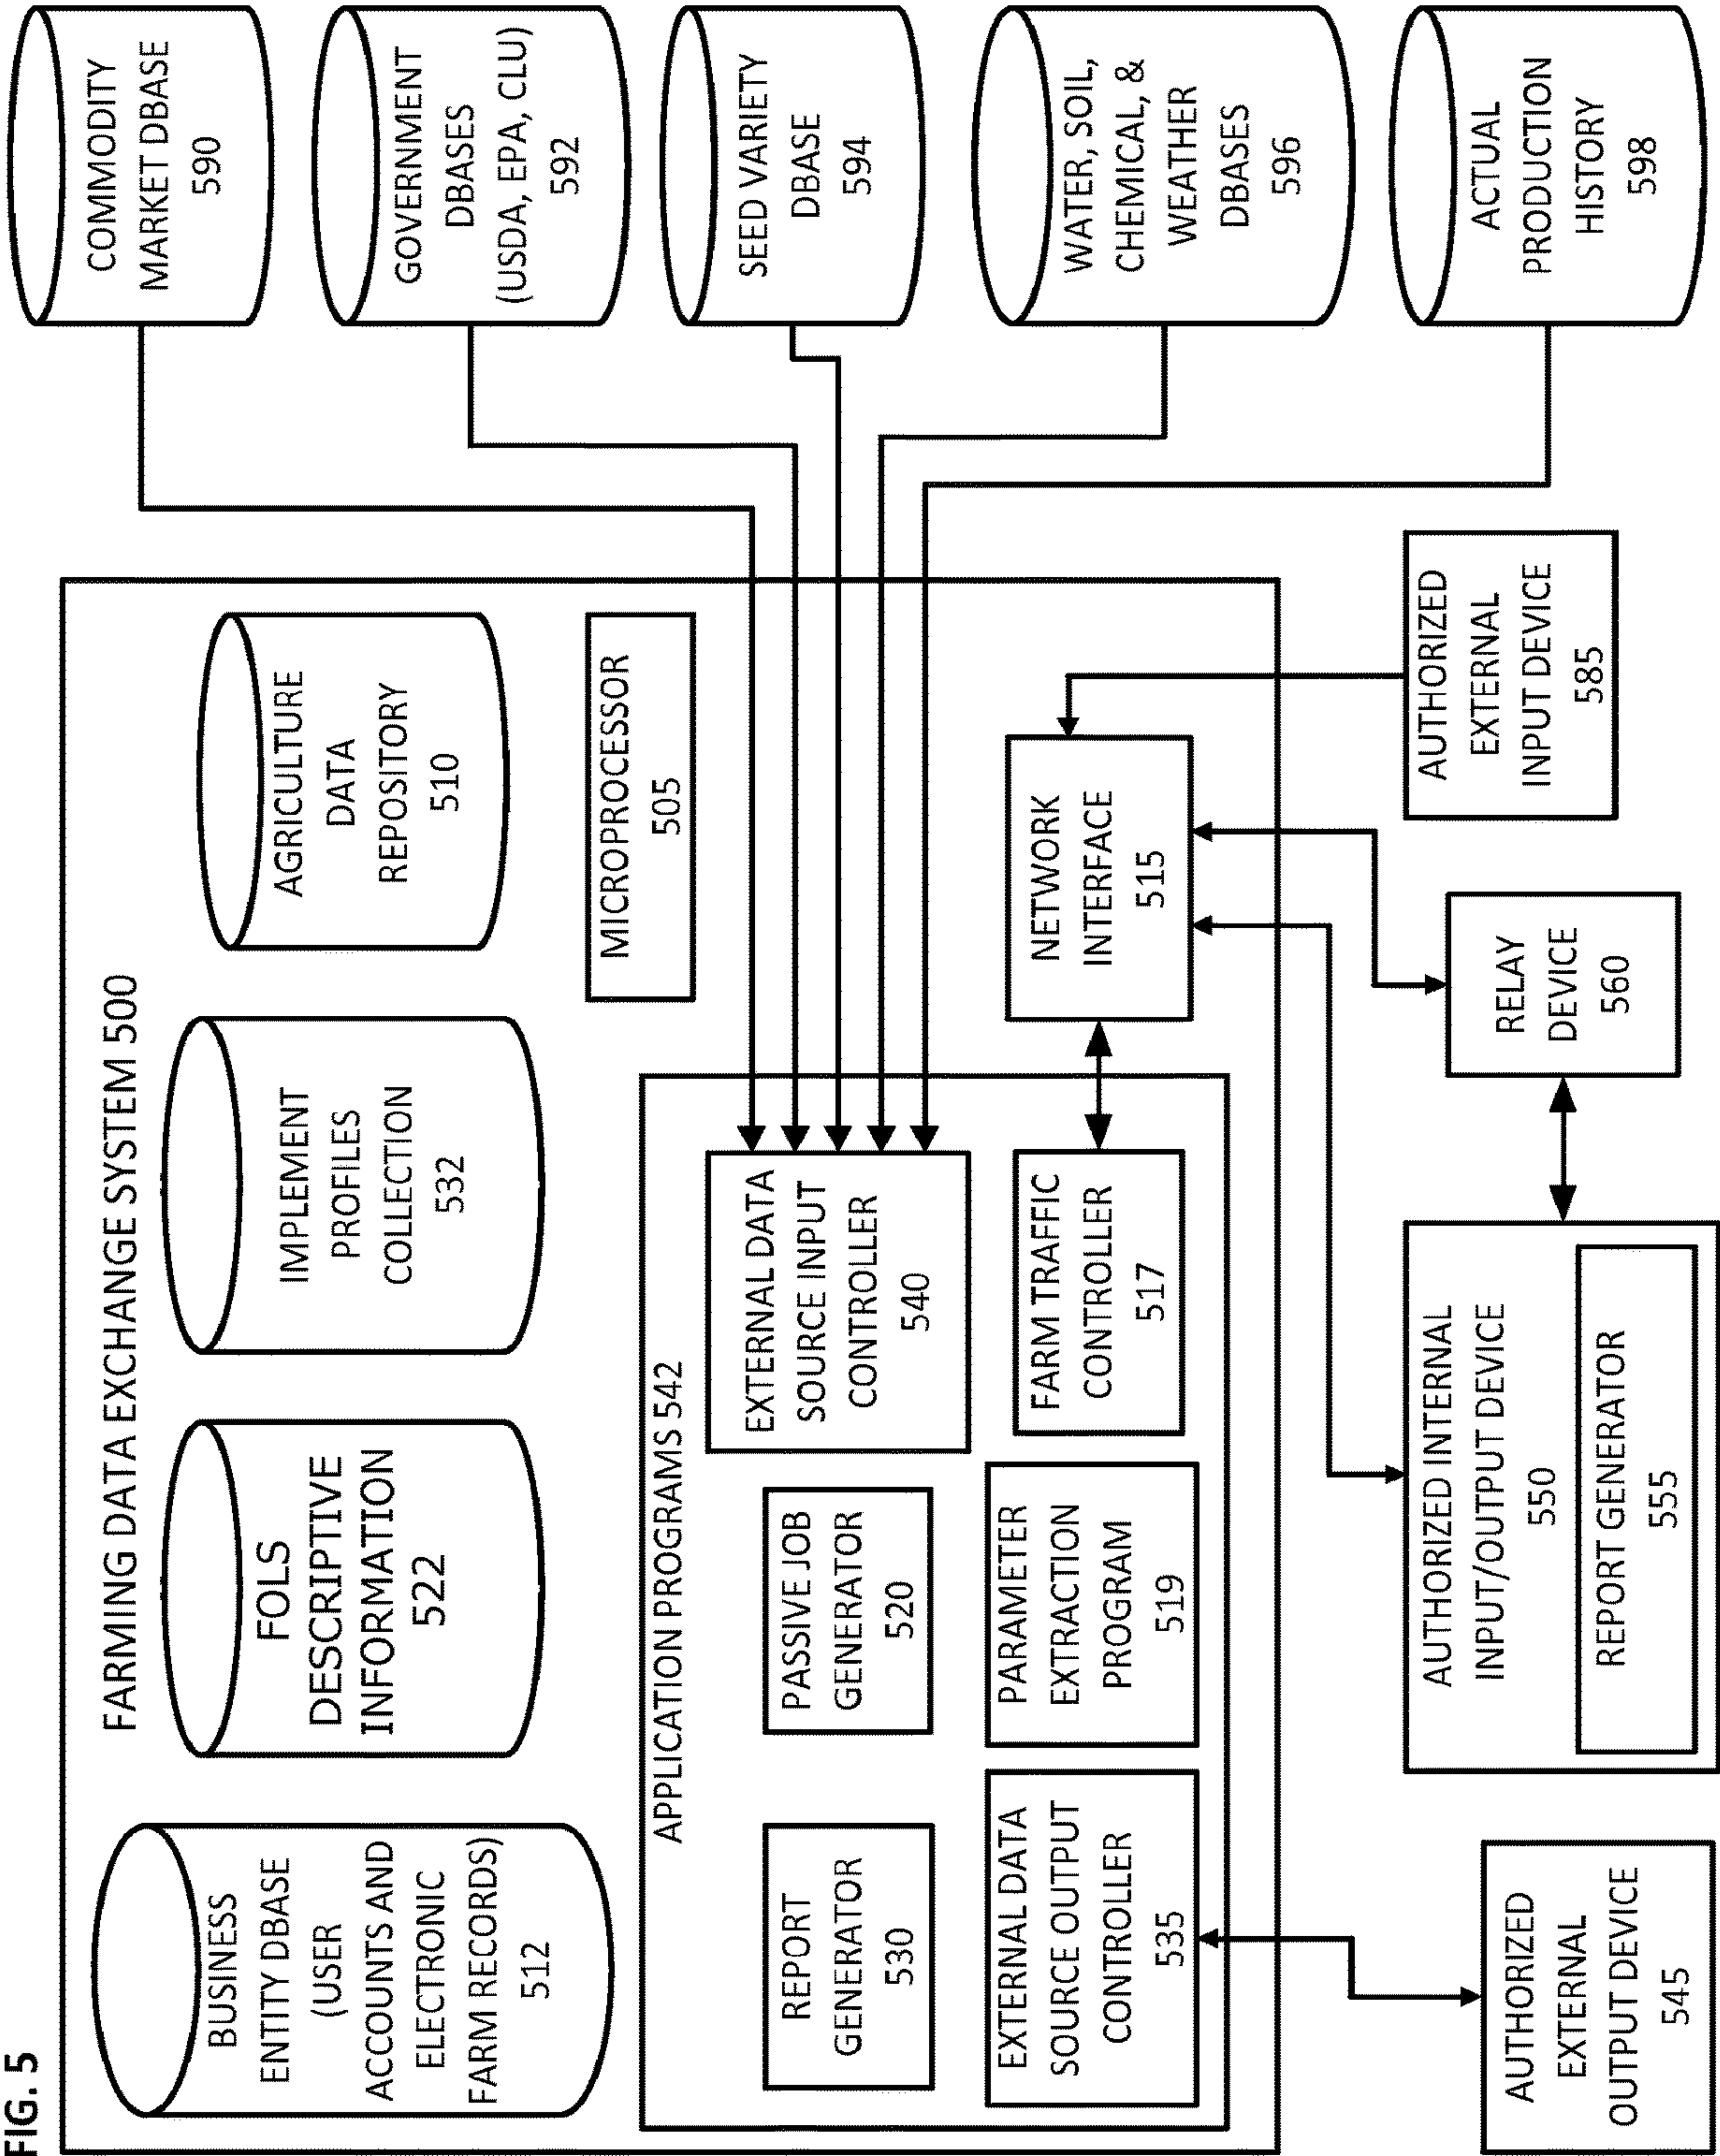 FIG. 5
FARMING DATA EXCHANGE SYSTEM 500
BUSINESS
ENTITY DBASE
(USER
ACCOUNTS AND
ELECTRONIC
FARM RECORDS)
512
FOLS
DESCRIPTIVE
INFORMATION
522
IMPLEMENT
PROFILES
COLLECTION
532
AGRICULTURE
DATA
REPOSITORY
510
MICROPROCESSOR
505
APPLICATION PROGRAMS 542
REPORT
GENERATOR
530
PASSIVE JOB
GENERATOR
520
EXTERNAL DATA
SOURCE INPUT
CONTROLLER
540
EXTERNAL DATA
SOURCE OUTPUT
CONTROLLER
535
PARAMETER
EXTRACTION
PROGRAM
519
FARM TRAFFIC
CONTROLLER
517
NETWORK
INTERFACE
515
AUTHORIZED
EXTERNAL
OUTPUT DEVICE
545
AUTHORIZED INTERNAL
INPUT/OUTPUT DEVICE
550
REPORT GENERATOR
555
RELAY
DEVICE
560
AUTHORIZED
EXTERNAL
INPUT DEVICE
585
COMMODITY
MARKET DBASE
590
GOVERNMENT
DBASES
(USDA, EPA, CLU)
592
SEED VARIETY
DBASE
594
WATER, SOIL,
CHEMICAL, &
WEATHER
DBASES
596
ACTUAL
PRODUCTION
HISTORY
598